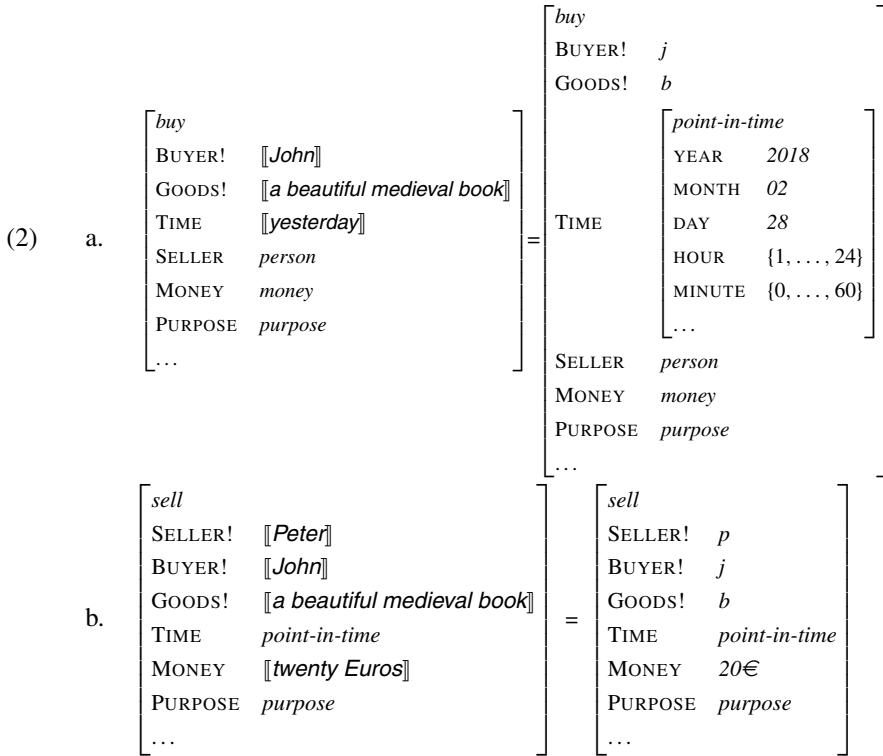 (2) a. [buy
BUYER! ⟦John⟧
GOODS! ⟦a beautiful medieval book⟧
TIME ⟦yesterday⟧
SELLER person
MONEY money
PURPOSE purpose
...]
=
[buy
BUYER! j
GOODS! b
TIME [point-in-time
YEAR 2018
MONTH 02
DAY 28
HOUR {1, . . . , 24}
MINUTE {0, . . . , 60}
. . .]
SELLER person
MONEY money
PURPOSE purpose
. . .]
b. [sell
SELLER! ⟦Peter⟧
BUYER! ⟦John⟧
GOODS! ⟦a beautiful medieval book⟧
TIME point-in-time
MONEY ⟦twenty Euros⟧
PURPOSE purpose
. . .]
=
[sell
SELLER! p
BUYER! j
GOODS! b
TIME point-in-time
MONEY 20€
PURPOSE purpose
. . .]